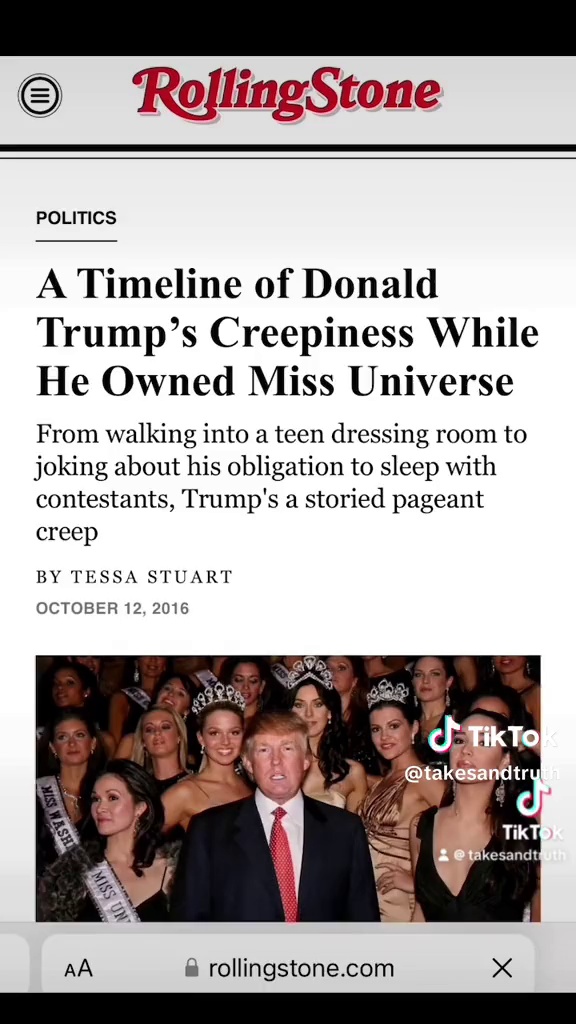 RollingStone
POLITICS
A Timeline of Donald
Trump’s Creepiness While
He Owned Miss Universe
From walking into a teen dressing room to
joking about his obligation to sleep with
contestants, Trump's a storied pageant
creep
BY TESSA STUART
OCTOBER 12, 2016
MISS WASH
MISS UN
TikTok
@takesandtruth
TikTok
@takesandtruth
AA
rollingstone.com